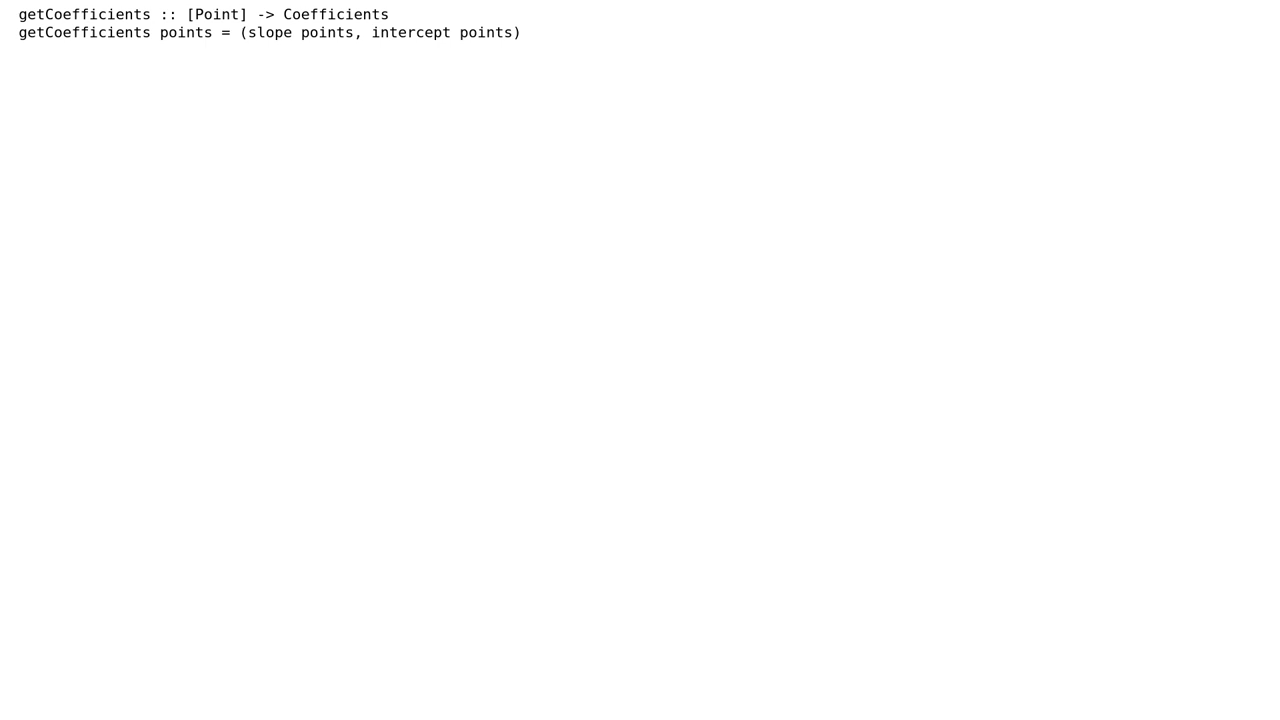 getCoefficients :: [Point] -> Coefficients
getCoefficients points = (slope points, intercept points)